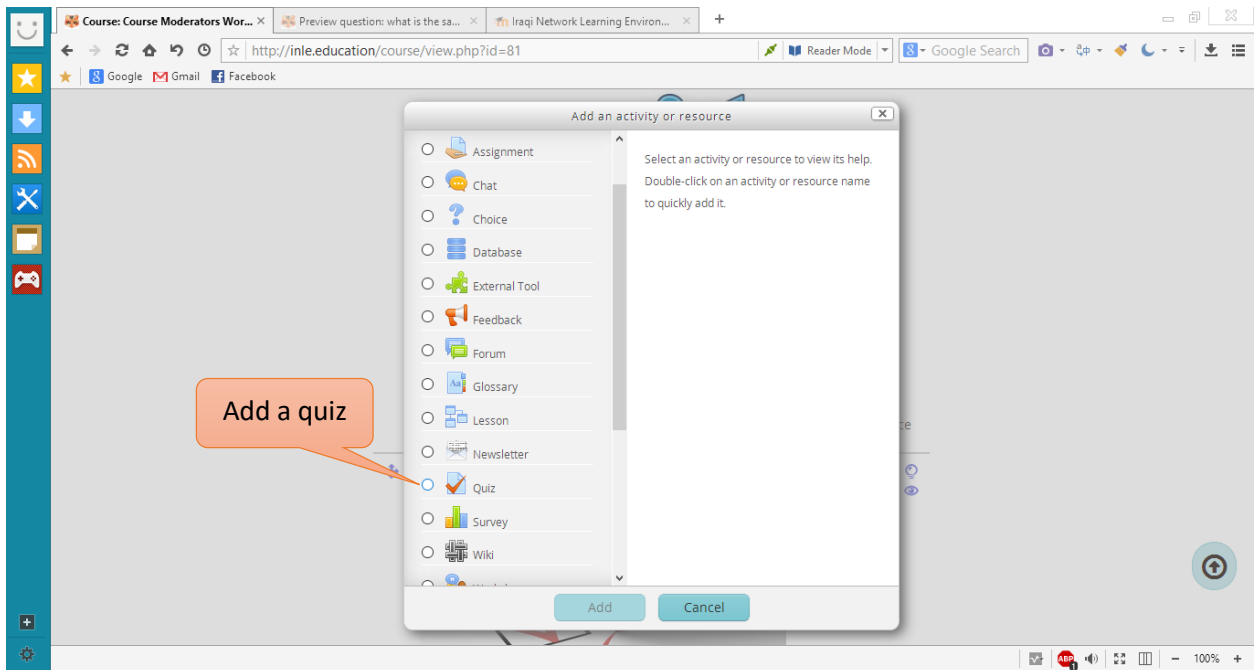 Course: Course Moderators Wor...
Preview question: what is the sa...
Iraqi Network Learning Environ...
http://inle.education/course/view.php?id=81
Reader Mode
Google Search
Google
Gmail
Facebook
Add an activity or resource
Assignment
Chat
Choice
Database
External Tool
Feedback
Forum
Glossary
Lesson
Newsletter
Quiz
Survey
Wiki
Select an activity or resource to view its help.
Double-click on an activity or resource name
to quickly add it.
Add a quiz
Add
Cancel
ABP
1
100%